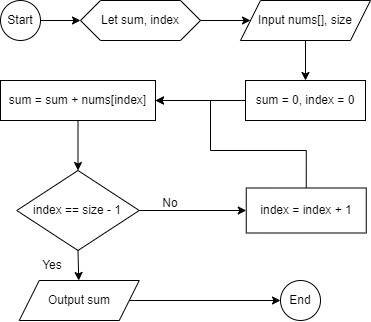 Start
Let sum, index
Input nums[], size
sum = sum + nums[index]
sum = 0, index = 0
index == size - 1
No
index = index + 1
Yes
Output sum
End